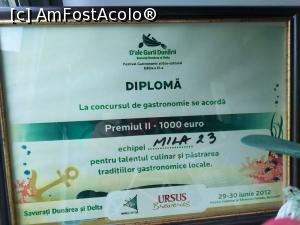 [c] AmFostAcolo®
D'ale Gurii Dunării
DIPLOMĂ
La concursul de gastronomie se acordă
Premiul II - 1000 euro
echipei MILA 23
pentru talentul culinar și păstrarea
tradițiilor gastronomice locale.
Savurați Dunărea și Delta
URSUS
Breweries
29-30 iunie 2012